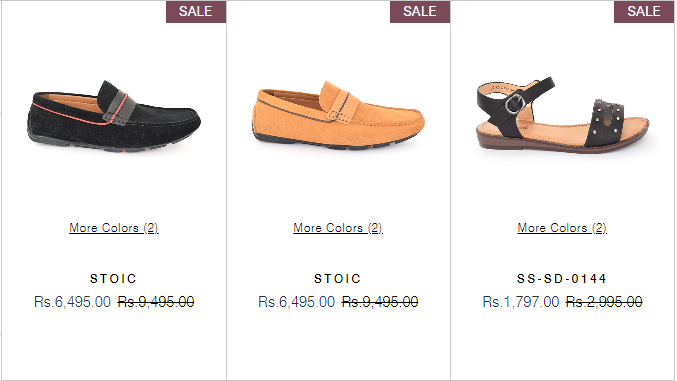 SALE
SALE
SALE
More Colors (2)
More Colors (2)
More Colors (2)
STOIC
STOIC
SS-SD-0144
Rs.6,495.00 Rs.9,495.00
Rs.6,495.00 Rs.9,495.00
Rs.1,797.00 Rs.2,995.00